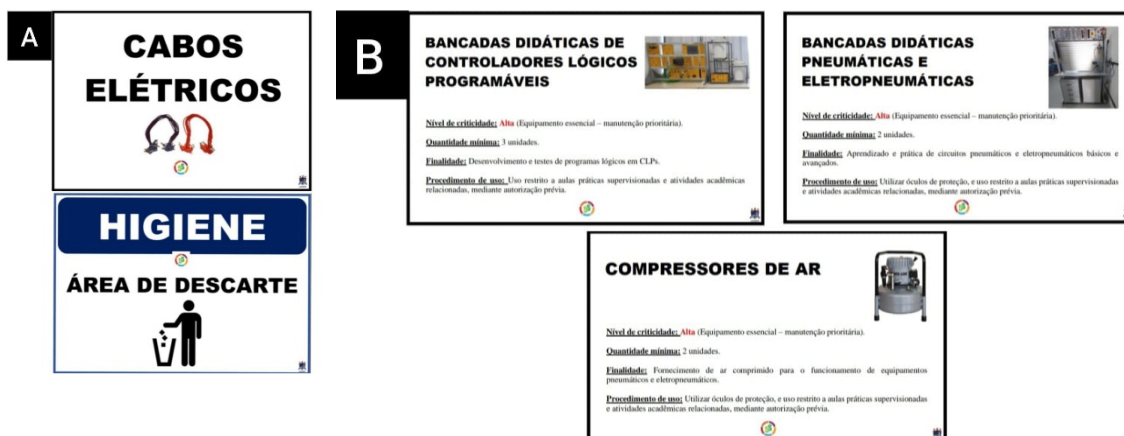 A
CABOS
ELÉTRICOS
HIGIENE
ÁREA DE DESCARTE
B
BANCADAS DIDÁTICAS DE
CONTROLADORES LÓGICOS
PROGRAMÁVEIS
Nível de criticidade: Alta (Equipamento essencial – manutenção prioritária).
Quantidade mínima: 3 unidades.
Finalidade: Desenvolvimento e testes de programas lógicos em CLPs.
Procedimento de uso: Uso restrito a aulas práticas supervisionadas e atividades acadêmicas
relacionadas, mediante autorização prévia.
BANCADAS DIDÁTICAS
PNEUMÁTICAS E
ELETROPNEUMÁTICAS
Nível de criticidade: Alta (Equipamento essencial – manutenção prioritária).
Quantidade mínima: 2 unidades.
Finalidade: Aprendizado e prática de circuitos pneumáticos e eletropneumáticos básicos e
avançados.
Procedimento de uso: Utilizar óculos de proteção, e uso restrito a aulas práticas supervisionadas
e atividades acadêmicas relacionadas, mediante autorização prévia.
COMPRESSORES DE AR
Nível de criticidade: Alta (Equipamento essencial – manutenção prioritária).
Quantidade mínima: 2 unidades.
Finalidade: Fornecimento de ar comprimido para o funcionamento de equipamentos
pneumáticos e eletropneumáticos.
Procedimento de uso: Utilizar óculos de proteção, e uso restrito a aulas práticas supervisionadas
e atividades acadêmicas relacionadas, mediante autorização prévia.